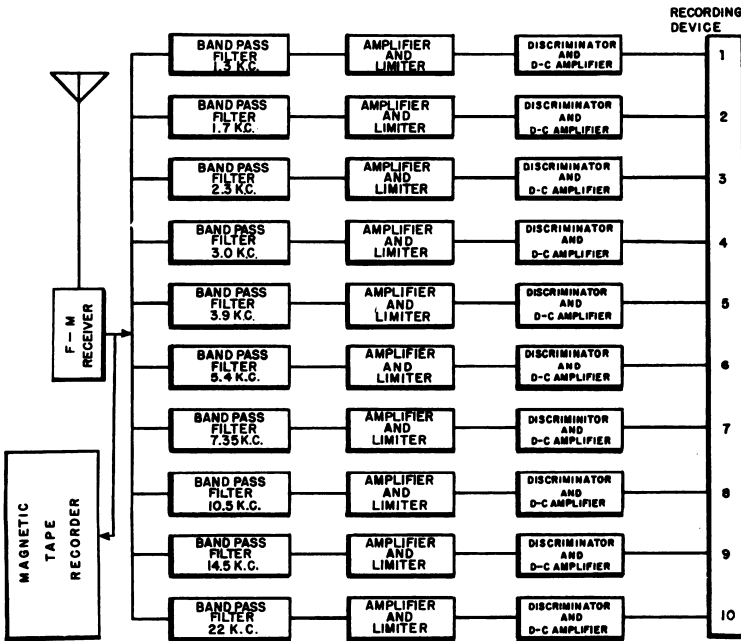 RECORDING
DEVICE
BAND PASS
FILTER
1.3 K.C.
AMPLIFIER
AND
LIMITER
DISCRIMINATOR
AND
D-C AMPLIFIER
1
BAND PASS
FILTER
1.7 K.C.
AMPLIFIER
AND
LIMITER
DISCRIMINATOR
AND
D-C AMPLIFIER
2
BAND PASS
FILTER
2.3 K.C.
AMPLIFIER
AND
LIMITER
DISCRIMINATOR
AND
D-C AMPLIFIER
3
BAND PASS
FILTER
3.0 K.C.
AMPLIFIER
AND
LIMITER
DISCRIMINATOR
AND
D-C AMPLIFIER
4
F-M
RECEIVER
BAND PASS
FILTER
3.9 K.C.
AMPLIFIER
AND
LIMITER
DISCRIMINATOR
AND
D-C AMPLIFIER
5
BAND PASS
FILTER
5.4 K.C.
AMPLIFIER
AND
LIMITER
DISCRIMINATOR
AND
D-C AMPLIFIER
6
BAND PASS
FILTER
7.35 K.C.
AMPLIFIER
AND
LIMITER
DISCRIMINITOR
AND
D-C AMPLIFIER
7
MAGNETIC
TAPE
RECORDER
BAND PASS
FILTER
10.5 K.C.
AMPLIFIER
AND
LIMITER
DISCRIMINATOR
AND
D-C AMPLIFIER
8
BAND PASS
FILTER
14.5 K.C.
AMPLIFIER
AND
LIMITER
DISCRIMINATOR
AND
D-C AMPLIFIER
9
BAND PASS
FILTER
22 K.C.
AMPLIFIER
AND
LIMITER
DISCRIMINATOR
AND
D-C AMPLIFIER
10